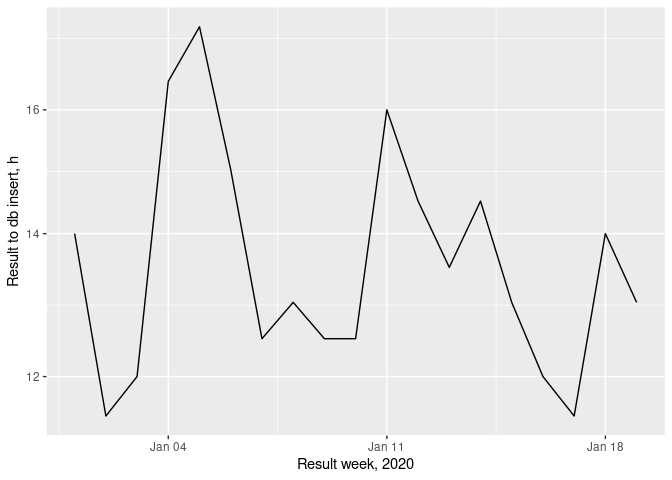 Result to db insert, h
16
14
12
Jan 04
Jan 11
Jan 18
Result week, 2020